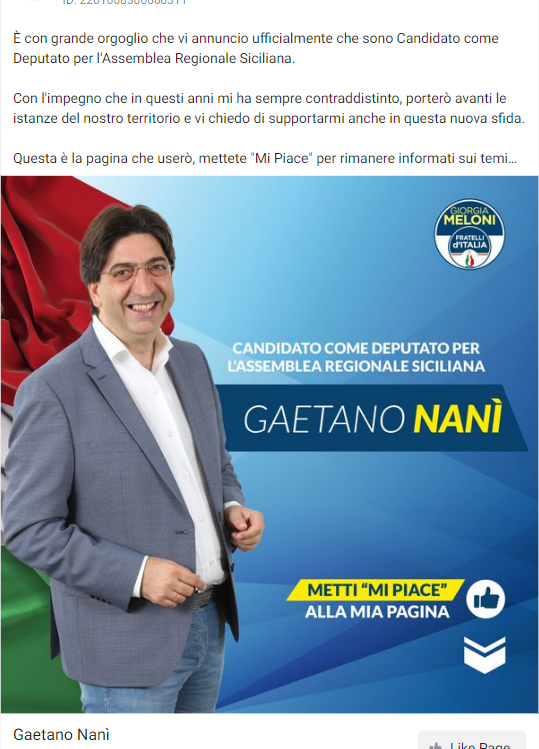 È con grande orgoglio che vi annuncio ufficialmente che sono Candidato come
Deputato per l'Assemblea Regionale Siciliana.
Con l'impegno che in questi anni mi ha sempre contraddistinto, porterò avanti le
istanze del nostro territorio e vi chiedo di supportarmi anche in questa nuova sfida.
Questa è la pagina che userò, mettete "Mi Piace" per rimanere informati sui temi...
GIORGIA
MELONI
FRATELLI
d'ITALIA
CANDIDATO COME DEPUTATO PER
L'ASSEMBLEA REGIONALE SICILIANA
GAETANO NANÌ
METTI “MI PIACE”
ALLA MIA PAGINA
Gaetano Nanì
Like Page